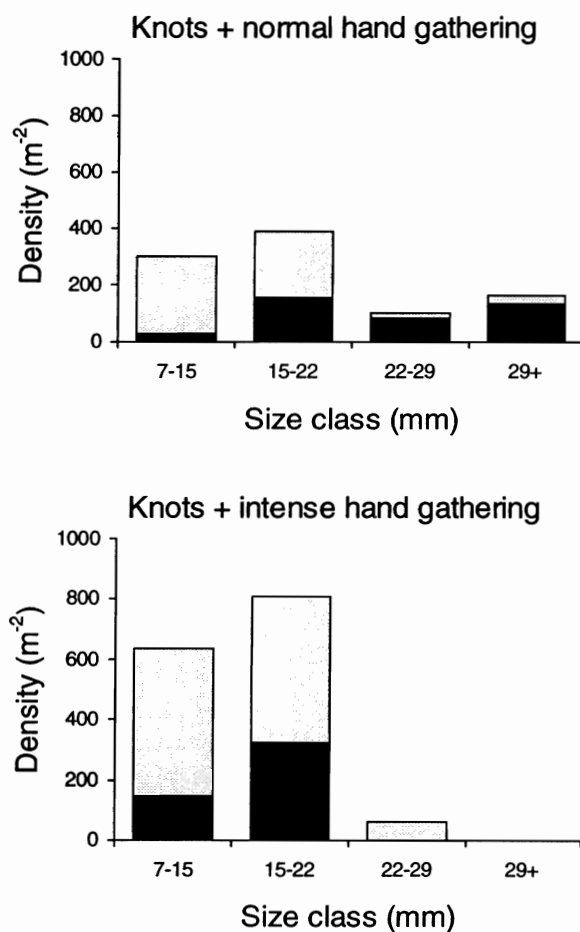 Knots + normal hand gathering
1000
800
600
400
200
0
Density (m⁻²)
7-15 15-22 22-29 29+
Size class (mm)
Knots + intense hand gathering
1000
800
600
400
200
0
Density (m⁻²)
7-15 15-22 22-29 29+
Size class (mm)